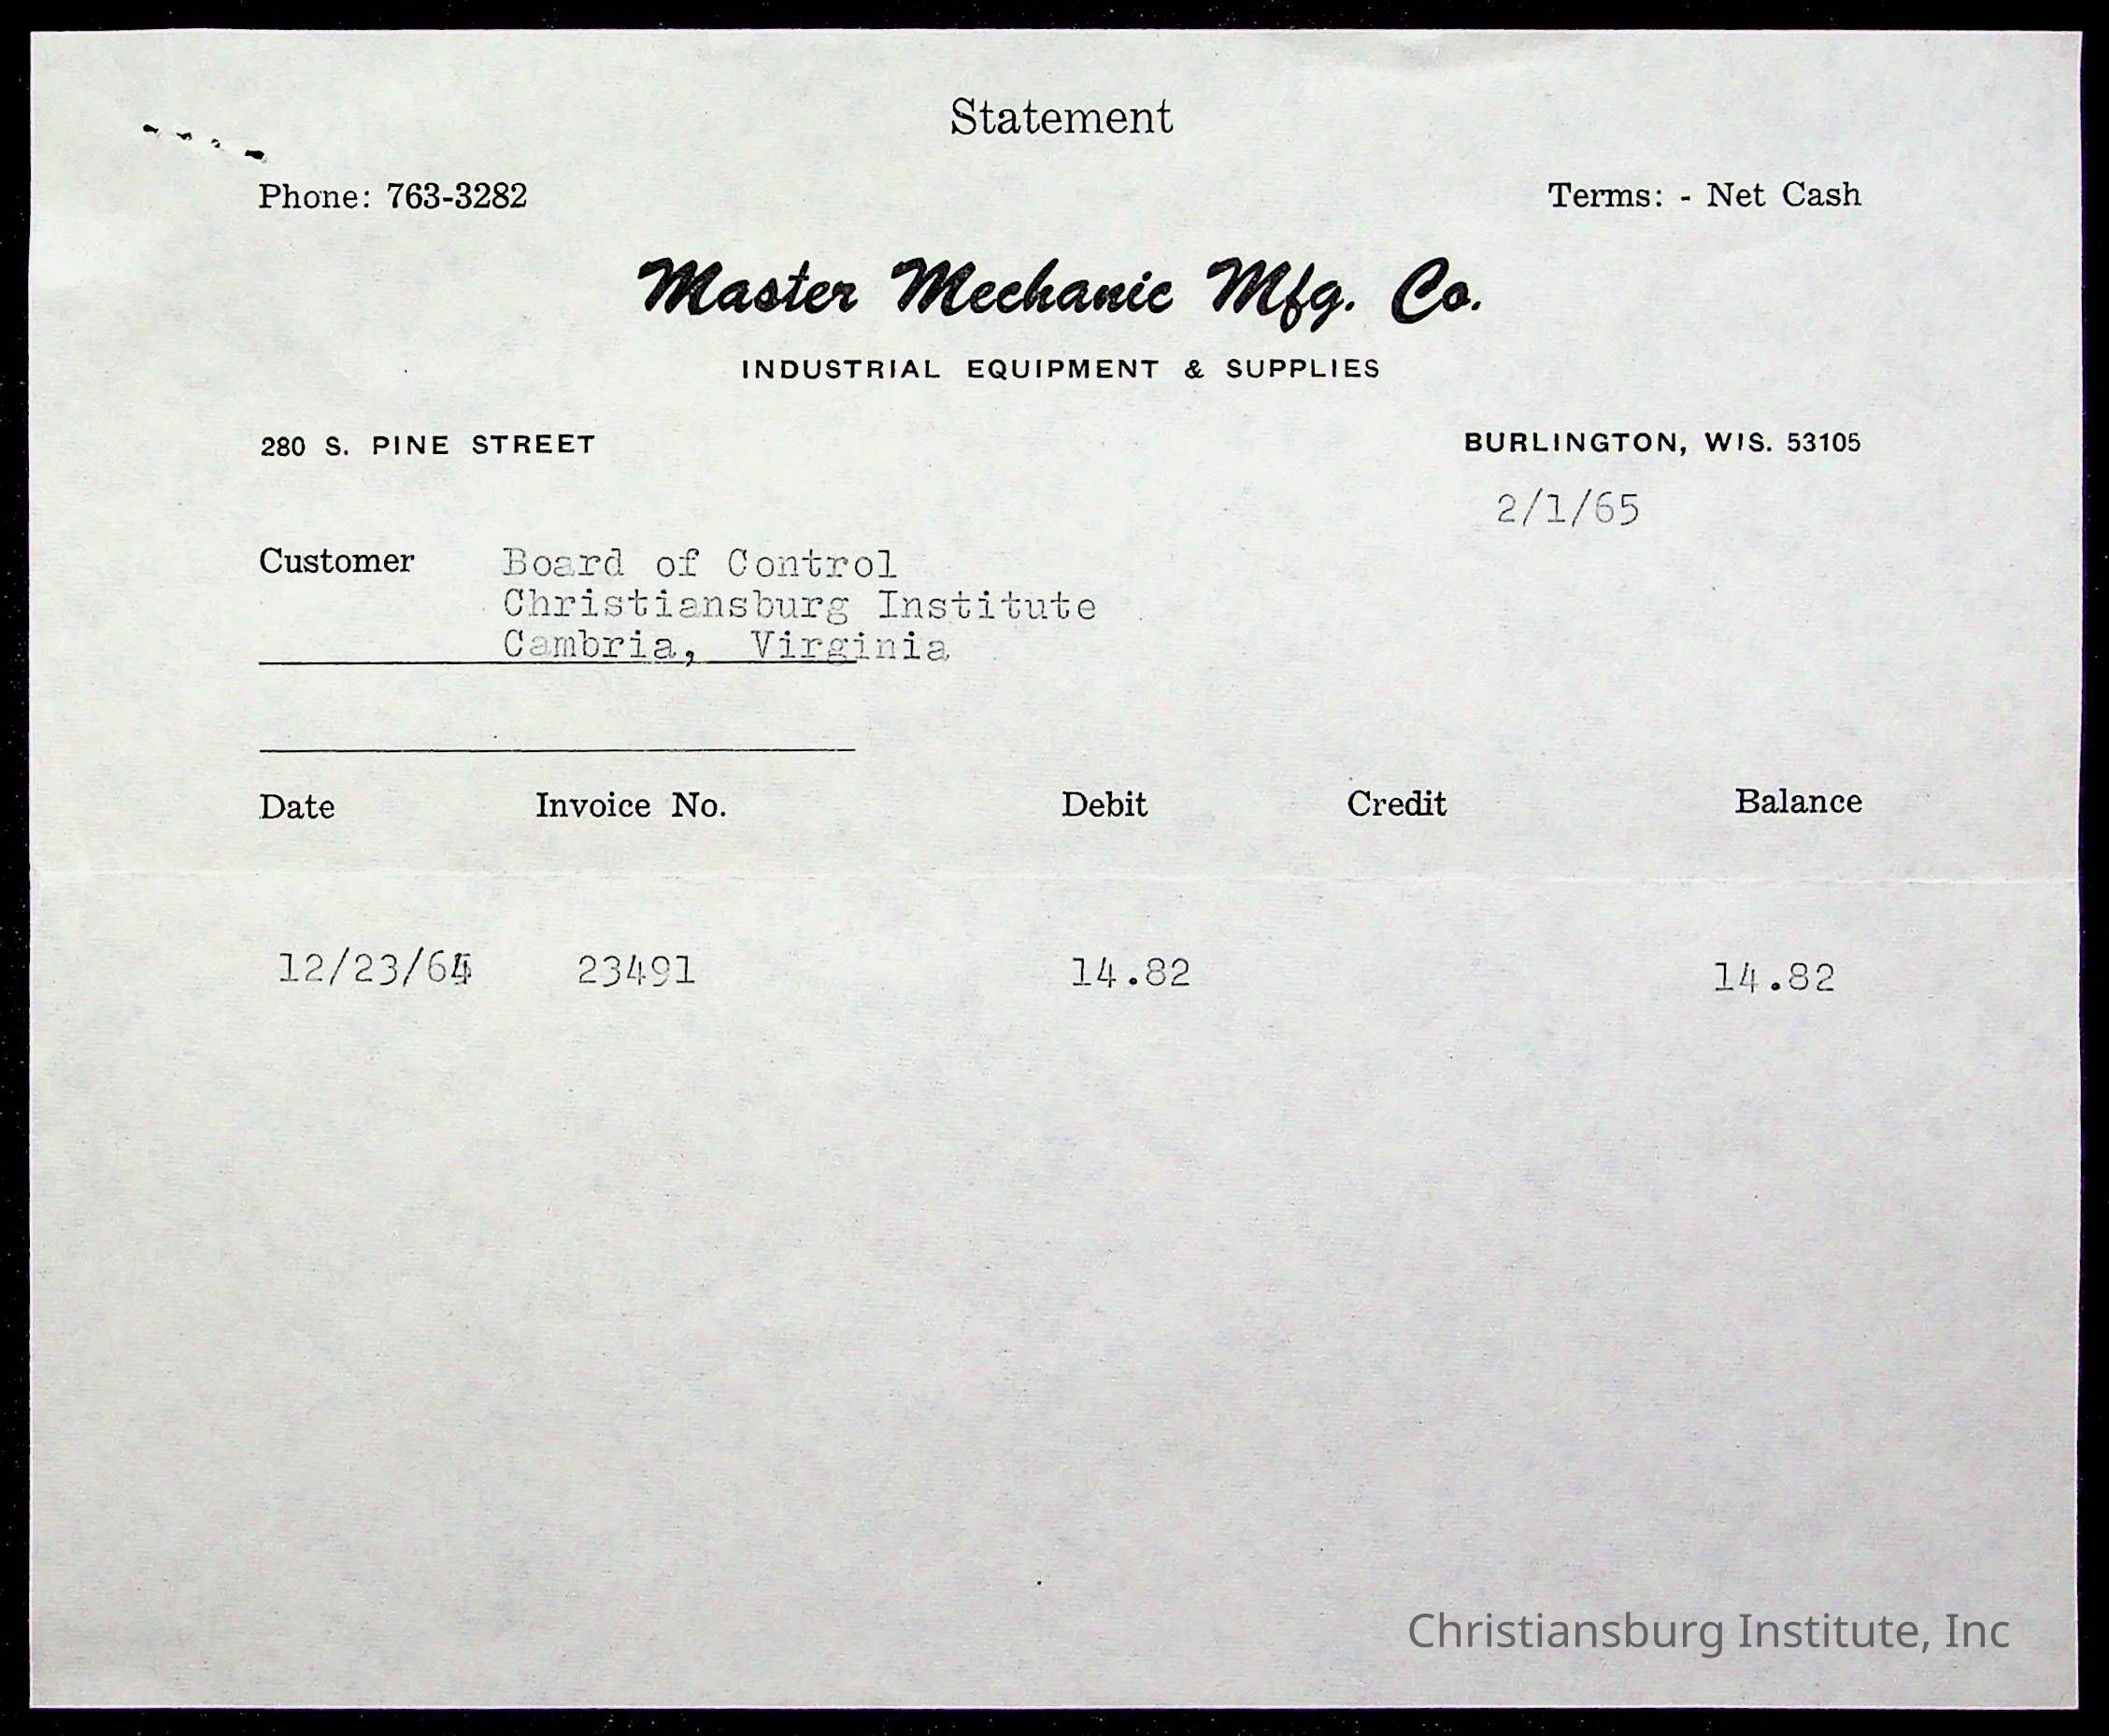 Statement
Phone: 763-3282 Terms: - Net Cash
Master Mechanic Mfg. Co.
INDUSTRIAL EQUIPMENT & SUPPLIES
280 S. PINE STREET BURLINGTON, WIS. 53105
2/1/65
Customer Board of Control
Christiansburg Institute
Cambria, Virginia
Date Invoice No. Debit Credit Balance
12/23/64 23491 14.82 14.82
Christiansburg Institute, Inc